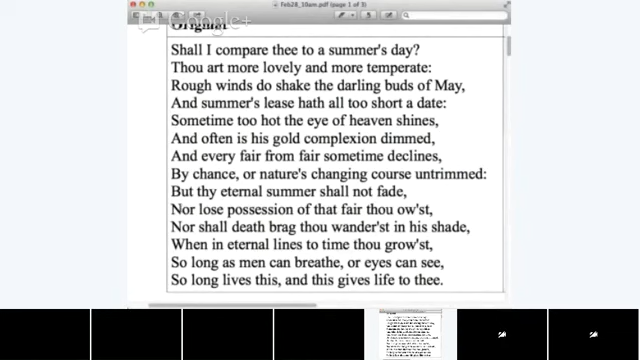 Feb28_10am.pdf (page 1 of 3)
Google+
Original
Shall I compare thee to a summer's day?
Thou art more lovely and more temperate:
Rough winds do shake the darling buds of May,
And summer's lease hath all too short a date:
Sometime too hot the eye of heaven shines,
And often is his gold complexion dimmed,
And every fair from fair sometime declines,
By chance, or nature's changing course untrimmed:
But thy eternal summer shall not fade,
Nor lose possession of that fair thou ow'st,
Nor shall death brag thou wander'st in his shade,
When in eternal lines to time thou grow'st,
So long as men can breathe, or eyes can see,
So long lives this, and this gives life to thee.